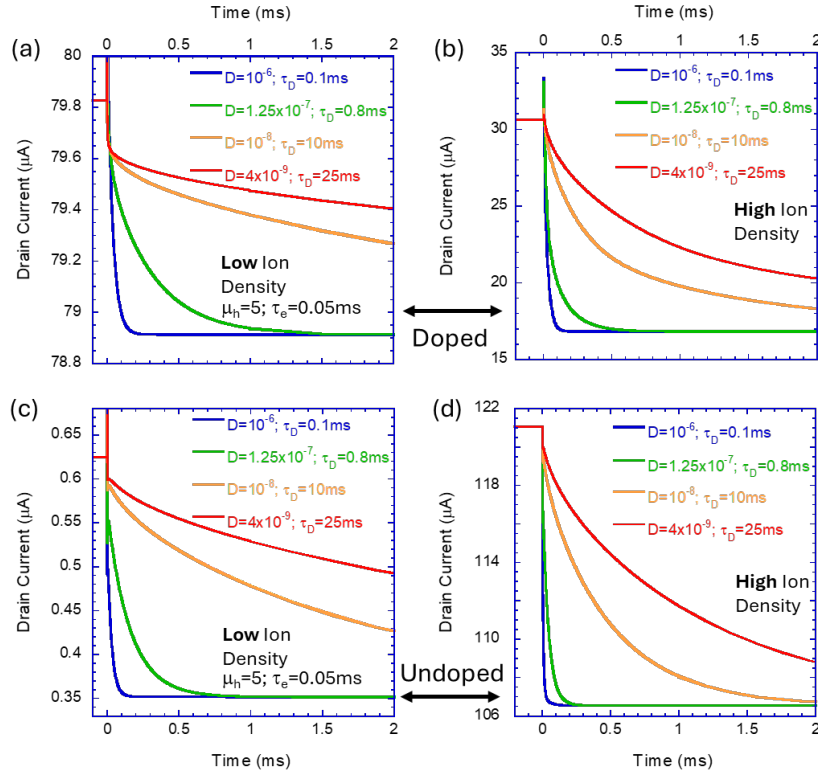 Time (ms)
Time (ms)
0 0.5 1 1.5 2
0 0.5 1 1.5 2
(a)
80
79.8
79.6
79.4
79.2
79
78.8
Drain Current (μA)
D=10⁻⁶; τ_D=0.1ms
D=1.25x10⁻⁷; τ_D=0.8ms
D=10⁻⁸; τ_D=10ms
D=4x10⁻⁹; τ_D=25ms
Low Ion
Density
μ_h=5; τ_e=0.05ms
(b)
35
30
25
20
15
Drain Current (μA)
D=10⁻⁶; τ_D=0.1ms
D=1.25x10⁻⁷; τ_D=0.8ms
D=10⁻⁸; τ_D=10ms
D=4x10⁻⁹; τ_D=25ms
High Ion
Density
Doped
(c)
0.65
0.6
0.55
0.5
0.45
0.4
0.35
Drain Current (μA)
D=10⁻⁶; τ_D=0.1ms
D=1.25x10⁻⁷; τ_D=0.8ms
D=10⁻⁸; τ_D=10ms
D=4x10⁻⁹; τ_D=25ms
Low Ion
Density
μ_h=5; τ_e=0.05ms
0 0.5 1 1.5 2
Time (ms)
(d)
122
118
114
110
106
Drain Current (μA)
D=10⁻⁶; τ_D=0.1ms
D=1.25x10⁻⁷; τ_D=0.8ms
D=10⁻⁸; τ_D=10ms
D=4x10⁻⁹; τ_D=25ms
High Ion
Density
0 0.5 1 1.5 2
Time (ms)
Undoped